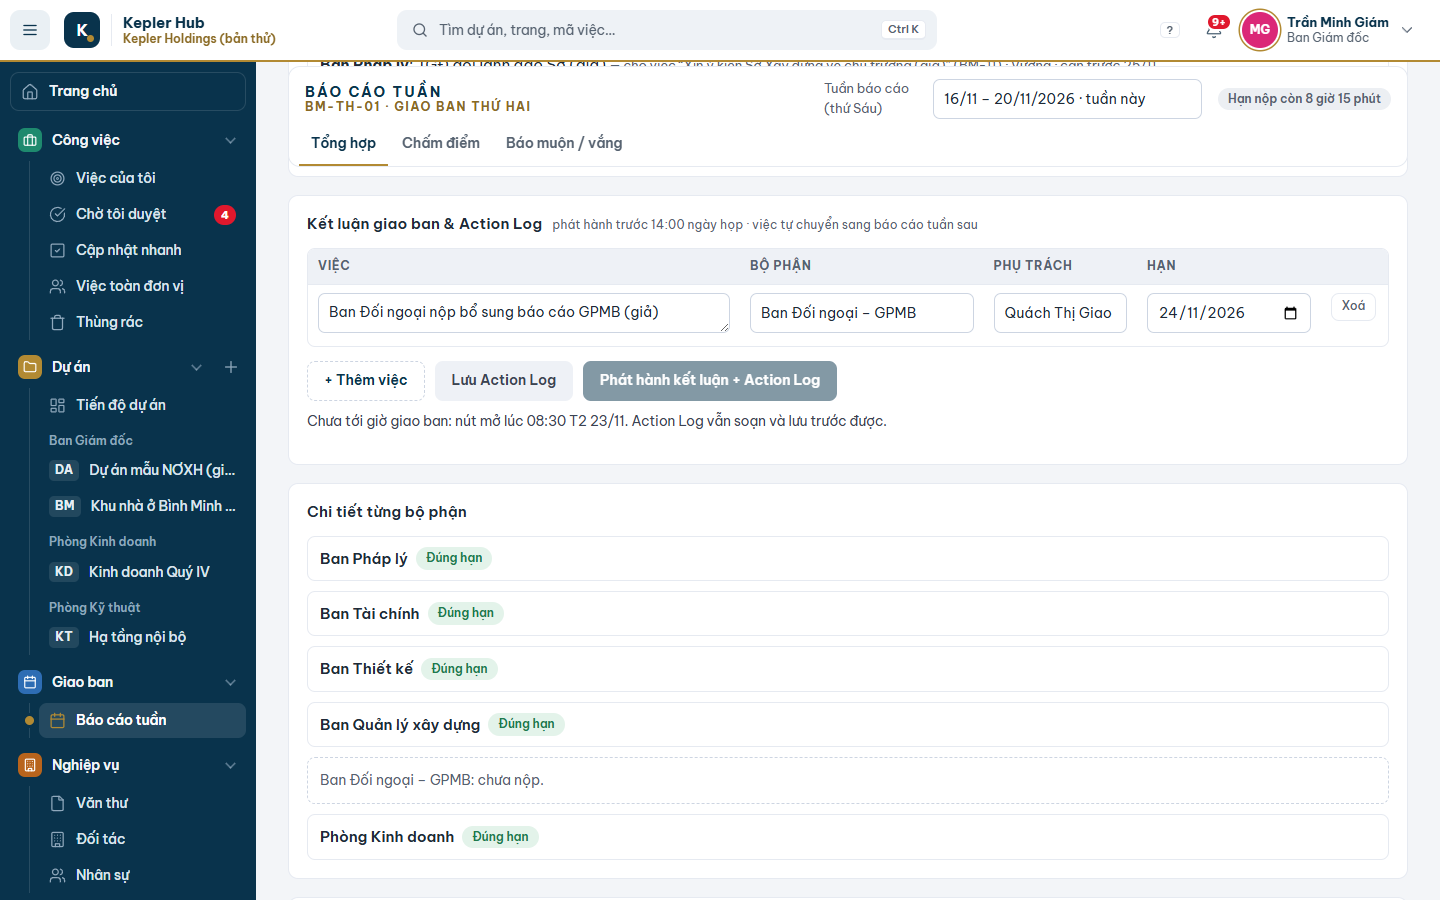 Kepler Hub
Kepler Holdings (bản thử)
Tìm dự án, trang, mã việc...
Ctrl K
?
9+
MG
Trần Minh Giám
Ban Giám đốc
K
Trang chủ
Công việc
Việc của tôi
Chờ tôi duyệt
4
Cập nhật nhanh
Việc toàn đơn vị
Thùng rác
Dự án
Tiến độ dự án
Ban Giám đốc
DA Dự án mẫu NƠXH (gi...
BM Khu nhà ở Bình Minh ...
Phòng Kinh doanh
KD Kinh doanh Quý IV
Phòng Kỹ thuật
KT Hạ tầng nội bộ
Giao ban
Báo cáo tuần
Nghiệp vụ
Văn thư
Đối tác
Nhân sự
BÁO CÁO TUẦN
BM-TH-01 · GIAO BAN THỨ HAI
Tuần báo cáo
(thứ Sáu)
16/11 – 20/11/2026 · tuần này
Hạn nộp còn 8 giờ 15 phút
Tổng hợp
Chấm điểm
Báo muộn / vắng
Kết luận giao ban & Action Log phát hành trước 14:00 ngày họp · việc tự chuyển sang báo cáo tuần sau
VIỆC BỘ PHẬN PHỤ TRÁCH HẠN
Ban Đối ngoại nộp bổ sung báo cáo GPMB (giả) Ban Đối ngoại – GPMB Quách Thị Giao 24/11/2026 Xoá
+ Thêm việc
Lưu Action Log
Phát hành kết luận + Action Log
Chưa tới giờ giao ban: nút mở lúc 08:30 T2 23/11. Action Log vẫn soạn và lưu trước được.
Chi tiết từng bộ phận
Ban Pháp lý Đúng hạn
Ban Tài chính Đúng hạn
Ban Thiết kế Đúng hạn
Ban Quản lý xây dựng Đúng hạn
Ban Đối ngoại – GPMB: chưa nộp.
Phòng Kinh doanh Đúng hạn